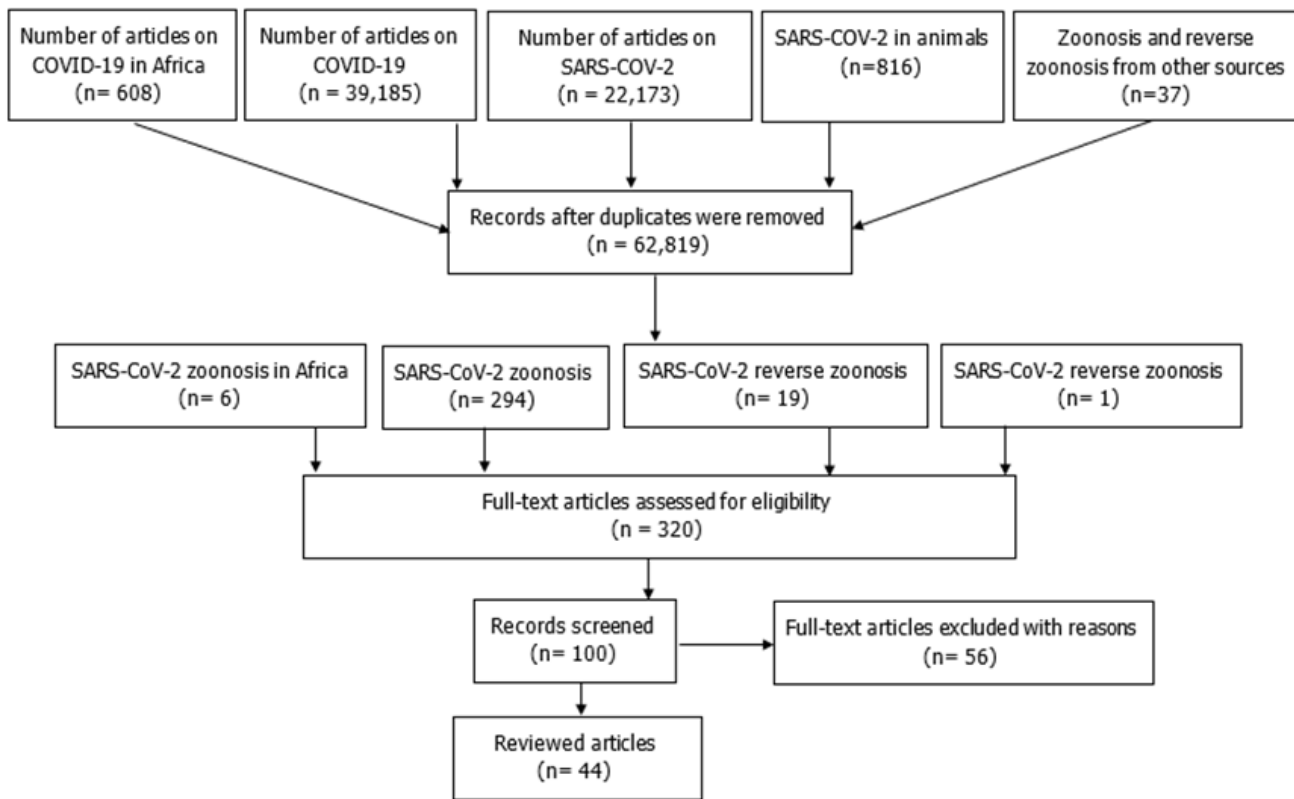 Number of articles on
COVID-19 in Africa
(n= 608)
Number of articles on
COVID-19
(n = 39,185)
Number of articles on
SARS-COV-2
(n = 22,173)
SARS-COV-2 in animals
(n=816)
Zoonosis and reverse
zoonosis from other sources
(n=37)
Records after duplicates were removed
(n = 62,819)
SARS-CoV-2 zoonosis in Africa
(n= 6)
SARS-CoV-2 zoonosis
(n= 294)
SARS-CoV-2 reverse zoonosis
(n= 19)
SARS-CoV-2 reverse zoonosis
(n= 1)
Full-text articles assessed for eligibility
(n = 320)
Records screened
(n= 100)
Full-text articles excluded with reasons
(n= 56)
Reviewed articles
(n= 44)